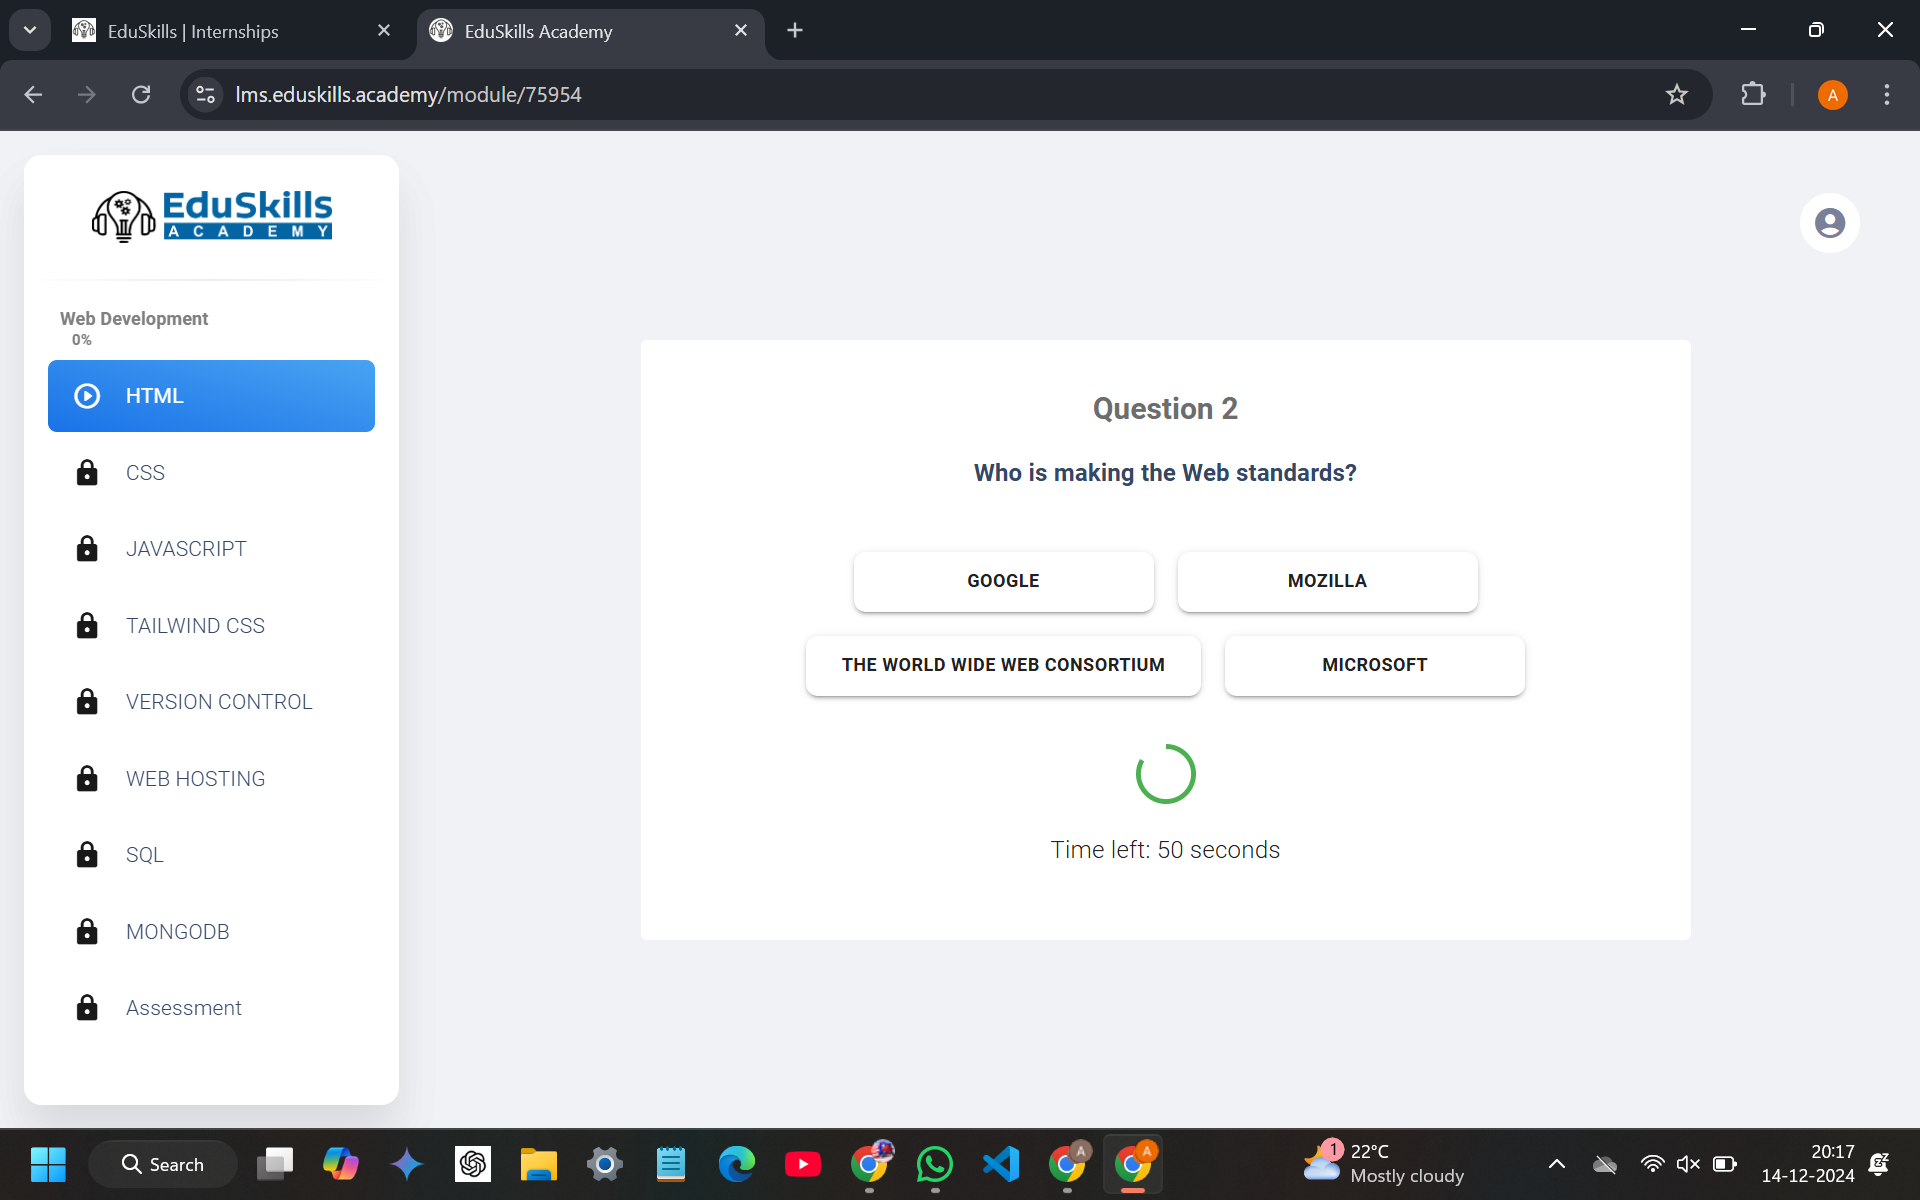 EduSkills | Internships
EduSkills Academy
lms.eduskills.academy/module/75954
A
EduSkills
ACADEMY
Web Development
0%
HTML
CSS
JAVASCRIPT
TAILWIND CSS
VERSION CONTROL
WEB HOSTING
SQL
MONGODB
Assessment
Question 2
Who is making the Web standards?
GOOGLE
MOZILLA
THE WORLD WIDE WEB CONSORTIUM
MICROSOFT
Time left: 50 seconds
Search
A
A
1
22°C
Mostly cloudy
20:17
14-12-2024